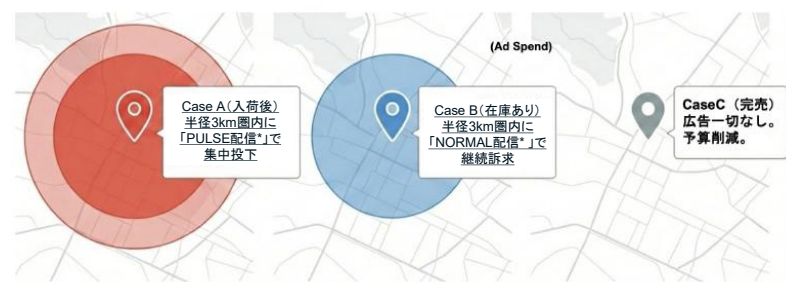 (Ad Spend)
Case A(入荷後)
半径3km圏内に
「PULSE配信*」で
集中投下
Case B(在庫あり)
半径3km圏内に
「NORMAL配信* 」で
継続訴求
CaseC（完売）
広告一切なし。
予算削減。